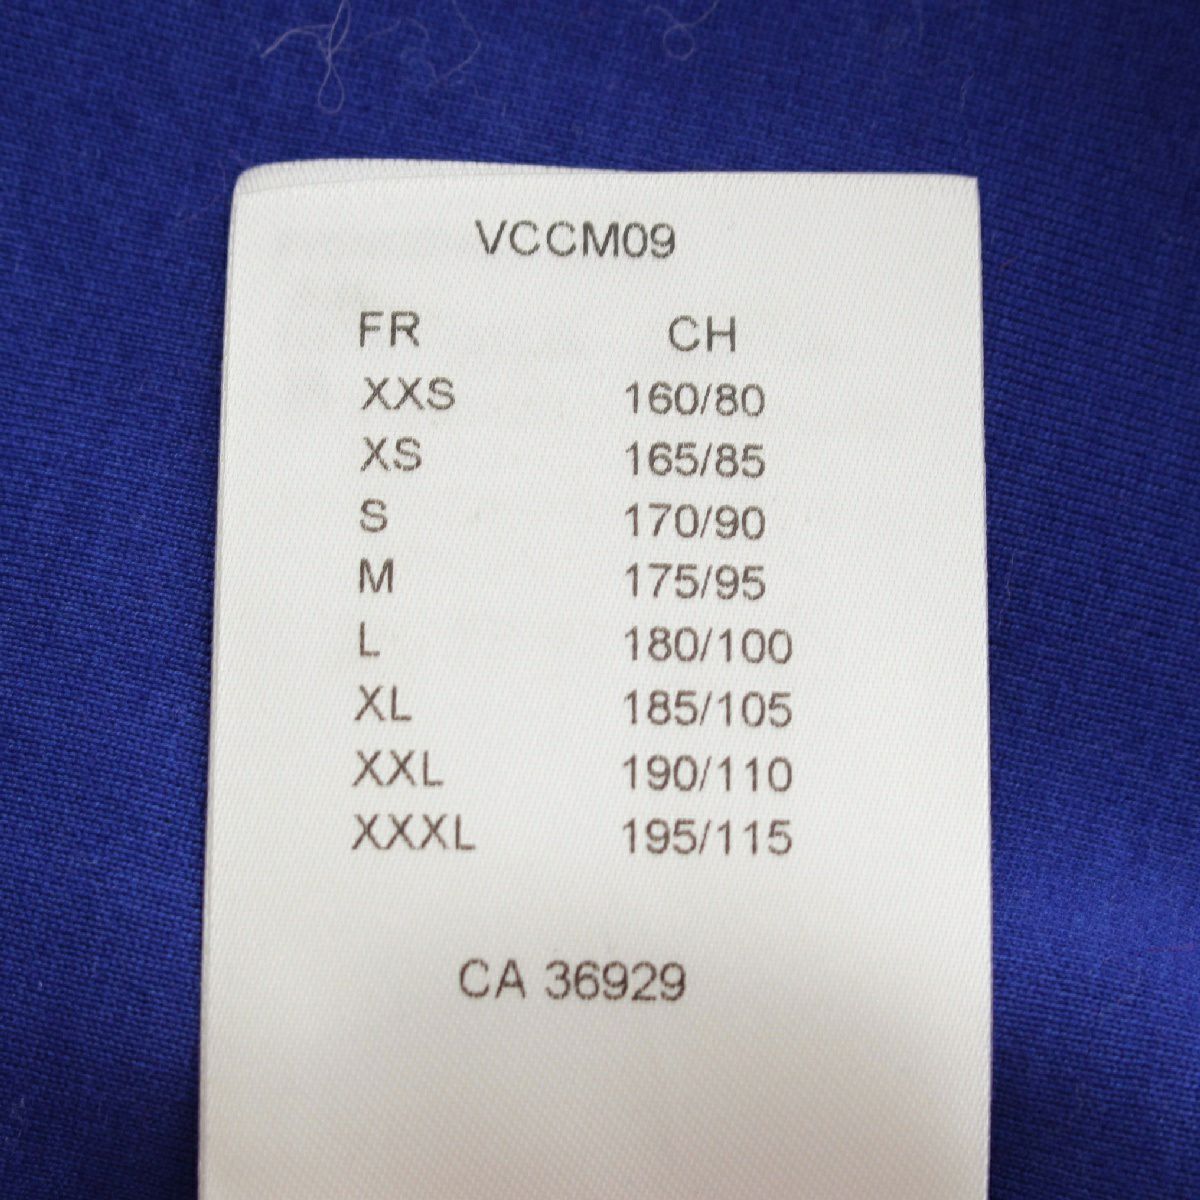 VCCM09
FR CH
XXS 160/80
XS 165/85
S 170/90
M 175/95
L 180/100
XL 185/105
XXL 190/110
XXXL 195/115
CA 36929